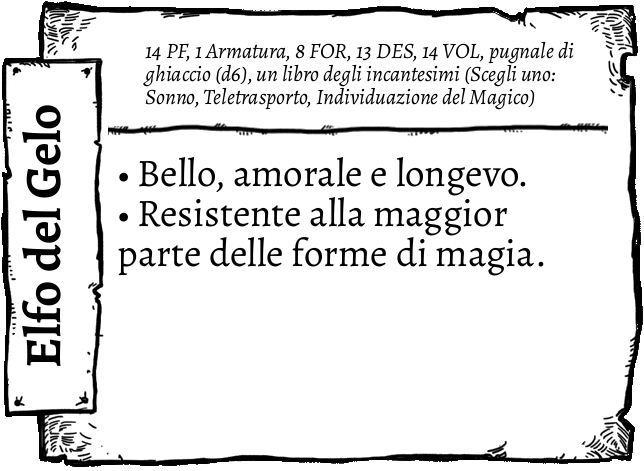 Elfo del Gelo
14 PF, 1 Armatura, 8 FOR, 13 DES, 14 VOL, pugnale di
ghiaccio (d6), un libro degli incantesimi (Scegli uno:
Sonno, Teletrasporto, Individuazione del Magico)
• Bello, amorale e longevo.
• Resistente alla maggior
parte delle forme di magia.